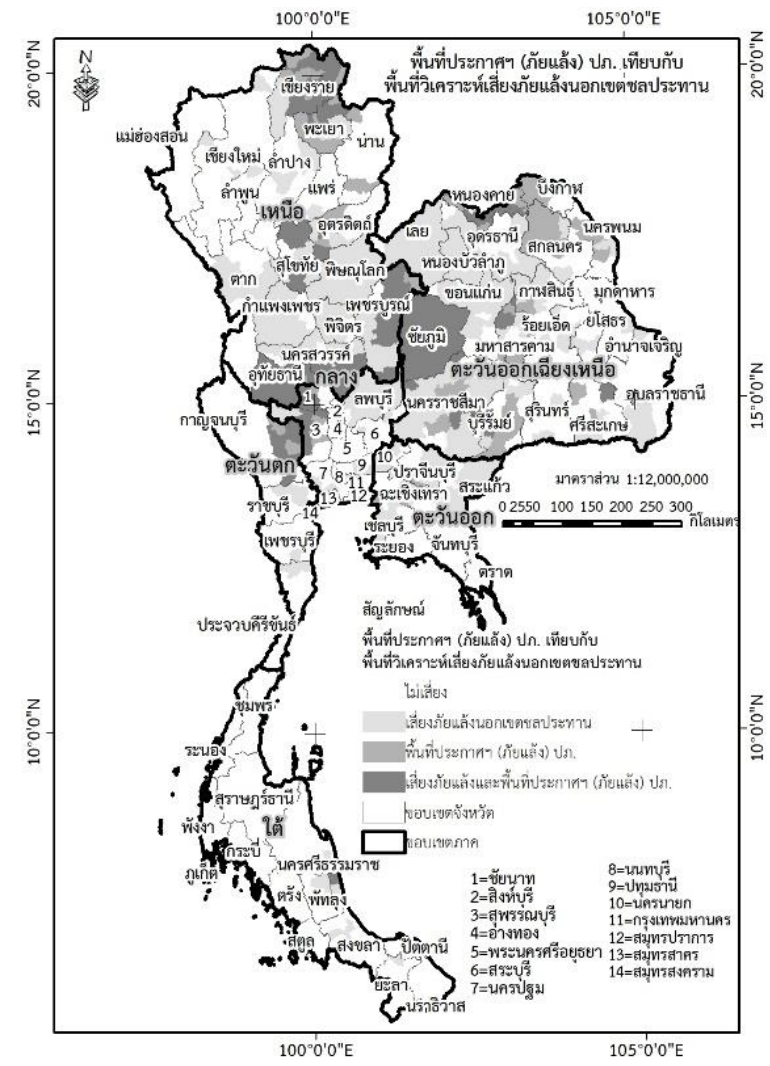 100°0'0"E
105°0'0"E
20°0'0"N
20°0'0"N
15°0'0"N
15°0'0"N
10°0'0"N
10°0'0"N
N
พื้นที่ประกาศฯ (ภัยแล้ง) ปภ. เทียบกับ
พื้นที่วิเคราะห์เสี่ยงภัยแล้งนอกเขตชลประทาน
เชียงราย
พะเยา
น่าน
แม่ฮ่องสอน
เชียงใหม่
ลำปาง
ลำพูน
แพร่
เหนือ
อุตรดิตถ์
สุโขทัย
พิษณุโลก
ตาก
กำแพงเพชร
เพชรบูรณ์
พิจิตร
นครสวรรค์
อุทัยธานี
หนองคาย
บึงกาฬ
นครพนม
เลย
อุดรธานี
สกลนคร
หนองบัวลำภู
ขอนแก่น
กาฬสินธุ์
มุกดาหาร
ชัยภูมิ
ร้อยเอ็ด
ยโสธร
มหาสารคาม
อำนาจเจริญ
ตะวันออกเฉียงเหนือ
นครราชสีมา
อุบลราชธานี
บุรีรัมย์
สุรินทร์
ศรีสะเกษ
กลาง
ลพบุรี
1
2
3
4
5
6
7
8
9
10
11
12
13
14
กาญจนบุรี
ตะวันตก
ราชบุรี
เพชรบุรี
ประจวบคีรีขันธ์
ปราจีนบุรี
สระแก้ว
ฉะเชิงเทรา
ตะวันออก
ชลบุรี
ระยอง
จันทบุรี
ตราด
มาตราส่วน 1:12,000,000
0 2550 100 150 200 250 300
กิโลเมตร
ชุมพร
ระนอง
สุราษฎร์ธานี
พังงา
ใต้
กระบี่
นครศรีธรรมราช
ภูเก็ต
ตรัง
พัทลุง
สตูล
สงขลา
ปัตตานี
ยะลา
นราธิวาส
สัญลักษณ์
พื้นที่ประกาศฯ (ภัยแล้ง) ปภ. เทียบกับ
พื้นที่วิเคราะห์เสี่ยงภัยแล้งนอกเขตชลประทาน
ไม่เสี่ยง
เสี่ยงภัยแล้งนอกเขตชลประทาน
พื้นที่ประกาศฯ (ภัยแล้ง) ปภ.
เสี่ยงภัยแล้งและพื้นที่ประกาศฯ (ภัยแล้ง) ปภ.
ขอบเขตจังหวัด
ขอบเขตภาค
1=ชัยนาท
2=สิงห์บุรี
3=สุพรรณบุรี
4=อ่างทอง
5=พระนครศรีอยุธยา
6=สระบุรี
7=นครปฐม
8=นนทบุรี
9=ปทุมธานี
10=นครนายก
11=กรุงเทพมหานคร
12=สมุทรปราการ
13=สมุทรสาคร
14=สมุทรสงคราม
100°0'0"E
105°0'0"E